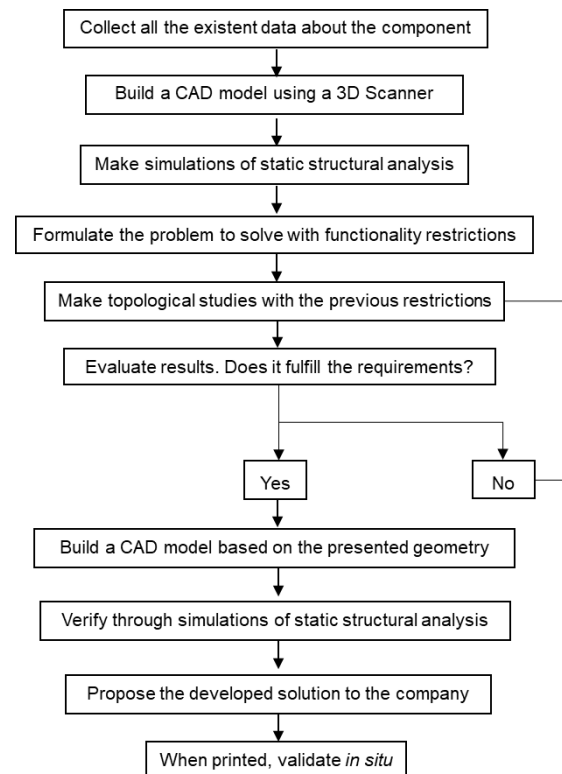 Collect all the existent data about the component
Build a CAD model using a 3D Scanner
Make simulations of static structural analysis
Formulate the problem to solve with functionality restrictions
Make topological studies with the previous restrictions
Evaluate results. Does it fulfill the requirements?
Yes
No
Build a CAD model based on the presented geometry
Verify through simulations of static structural analysis
Propose the developed solution to the company
When printed, validate in situ